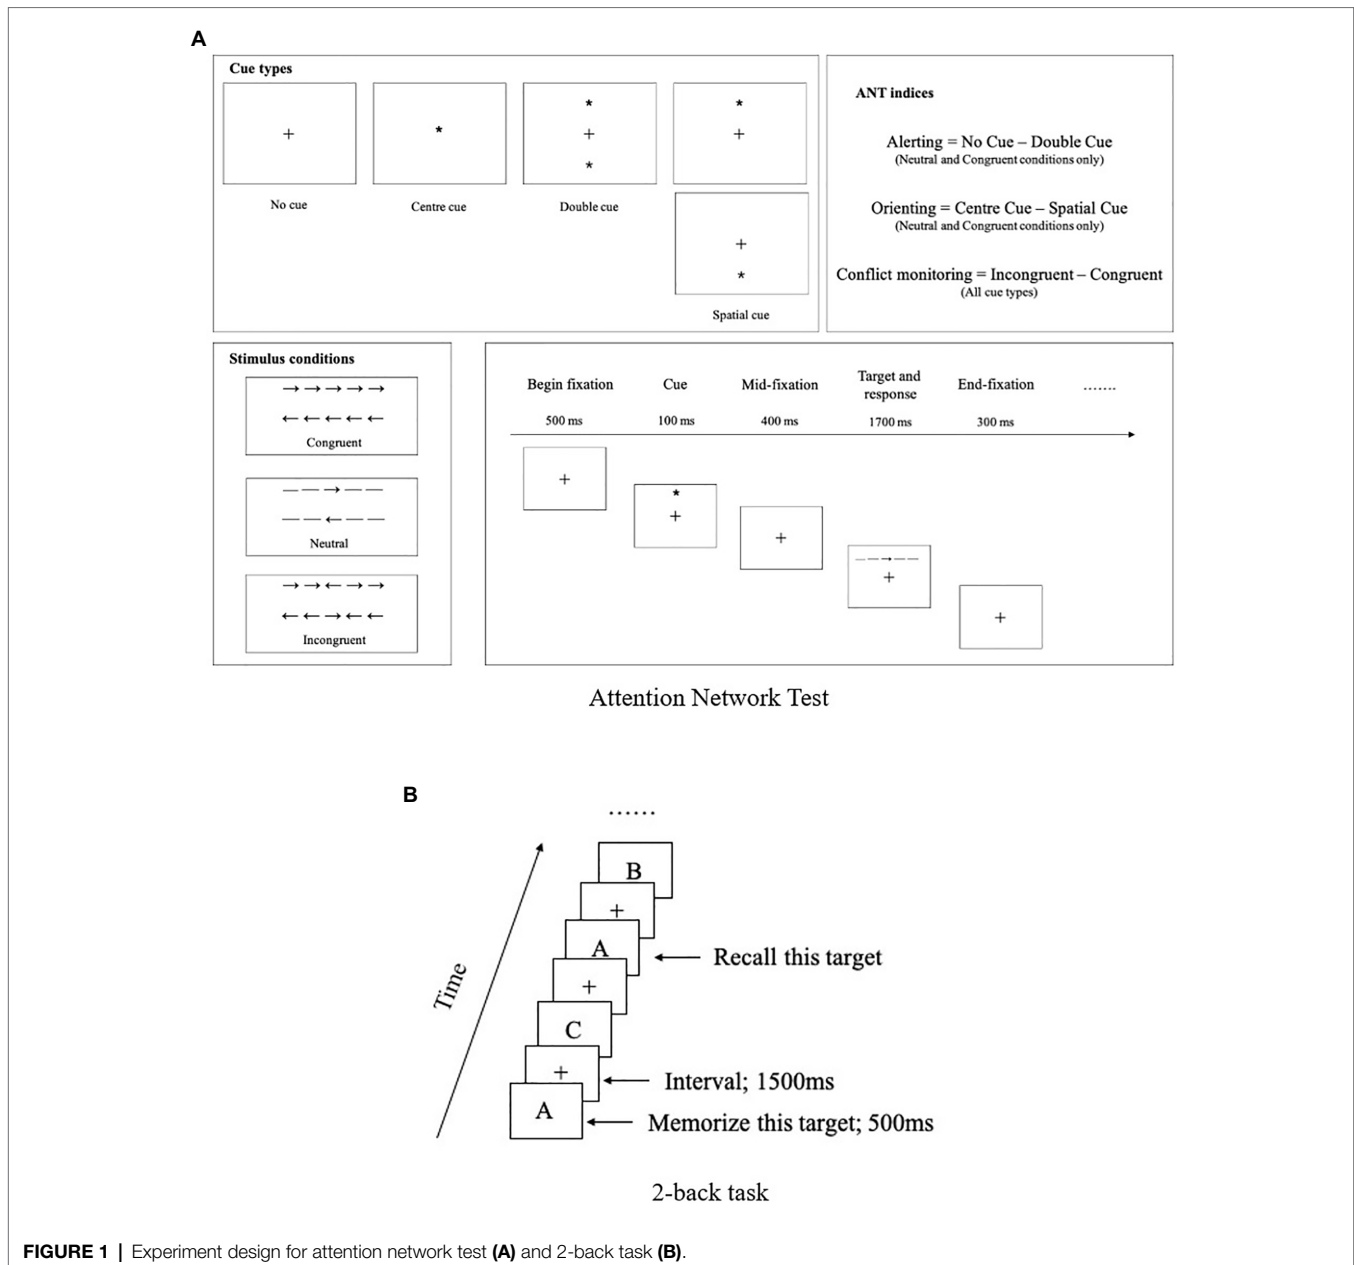 A
Cue types
+
*
*
+
*
*
+
No cue
Centre cue
Double cue
+
*
Spatial cue
ANT indices
Alerting = No Cue – Double Cue
(Neutral and Congruent conditions only)
Orienting = Centre Cue – Spatial Cue
(Neutral and Congruent conditions only)
Conflict monitoring = Incongruent – Congruent
(All cue types)
Stimulus conditions
→ → → → →
← ← ← ← ←
Congruent
— — → — —
— — ← — —
Neutral
→ → ← → →
← ← → ← ←
Incongruent
Begin fixation
Cue
Mid-fixation
Target and
response
End-fixation
.......
500 ms
100 ms
400 ms
1700 ms
300 ms
+
*
+
+
— — → — —
+
+
Attention Network Test
B
......
B
+
A
Recall this target
+
Time
C
+
Interval; 1500ms
A
Memorize this target; 500ms
2-back task
FIGURE 1 | Experiment design for attention network test (A) and 2-back task (B).